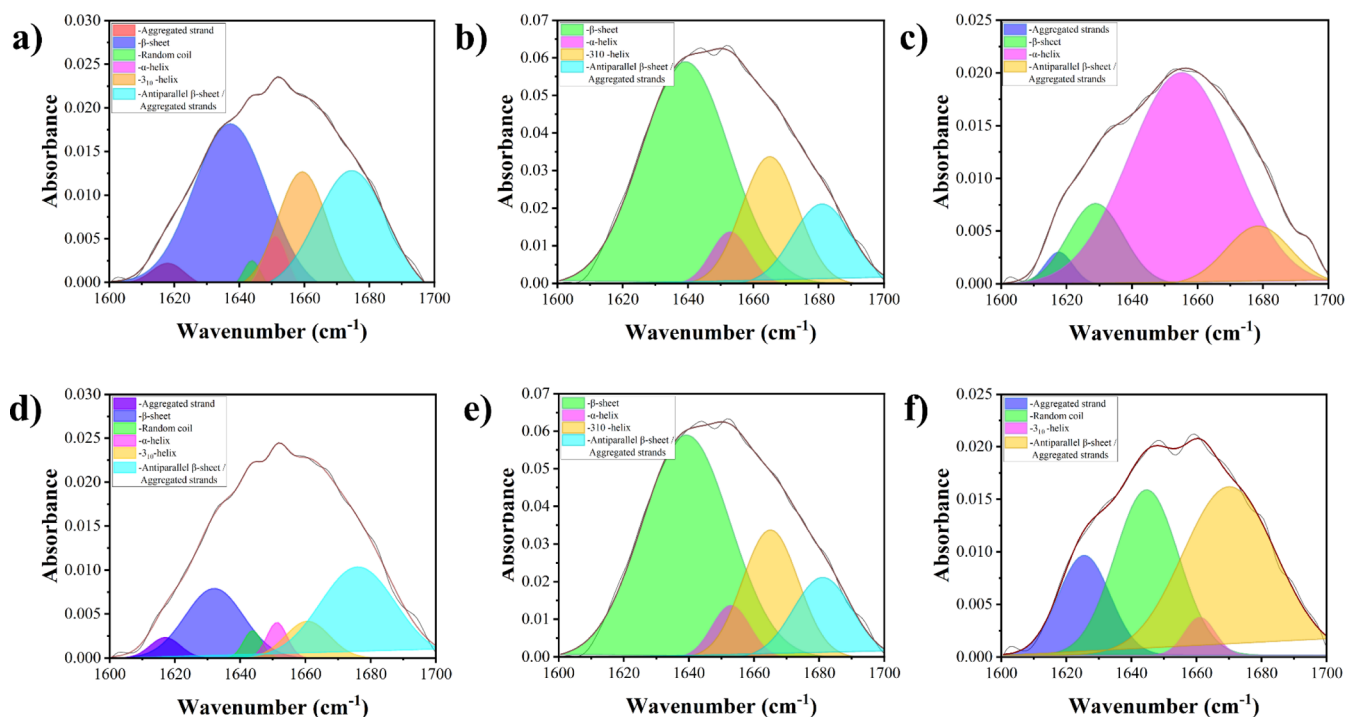 a)
0.030
0.025
0.020
0.015
0.010
0.005
0.000
Absorbance
-Aggregated strand
-β-sheet
-Random coil
-α-helix
-3₁₀ -helix
-Antiparallel β-sheet /
Aggregated strands
1600 1620 1640 1660 1680 1700
Wavenumber (cm⁻¹)
b)
0.07
0.06
0.05
0.04
0.03
0.02
0.01
0.00
Absorbance
-β-sheet
-α-helix
-310 -helix
-Antiparallel β-sheet /
Aggregated strands
1600 1620 1640 1660 1680 1700
Wavenumber (cm⁻¹)
c)
0.025
0.020
0.015
0.010
0.005
0.000
Absorbance
-Aggregated strands
-β-sheet
-α-helix
-Antiparallel β-sheet /
Aggregated strands
1600 1620 1640 1660 1680 1700
Wavenumber (cm⁻¹)
d)
0.030
0.025
0.020
0.015
0.010
0.005
0.000
Absorbance
-Aggregated strand
-β-sheet
-Random coil
-α-helix
-3₁₀-helix
-Antiparallel β-sheet /
Aggregated strands
1600 1620 1640 1660 1680 1700
Wavenumber (cm⁻¹)
e)
0.07
0.06
0.05
0.04
0.03
0.02
0.01
0.00
Absorbance
-β-sheet
-α-helix
-310 -helix
-Antiparallel β-sheet /
Aggregated strands
1600 1620 1640 1660 1680 1700
Wavenumber (cm⁻¹)
f)
0.025
0.020
0.015
0.010
0.005
0.000
Absorbance
-Aggregated strand
-Random coil
-3₁₀ -helix
-Antiparallel β-sheet /
Aggregated strands
1600 1620 1640 1660 1680 1700
Wavenumber (cm⁻¹)